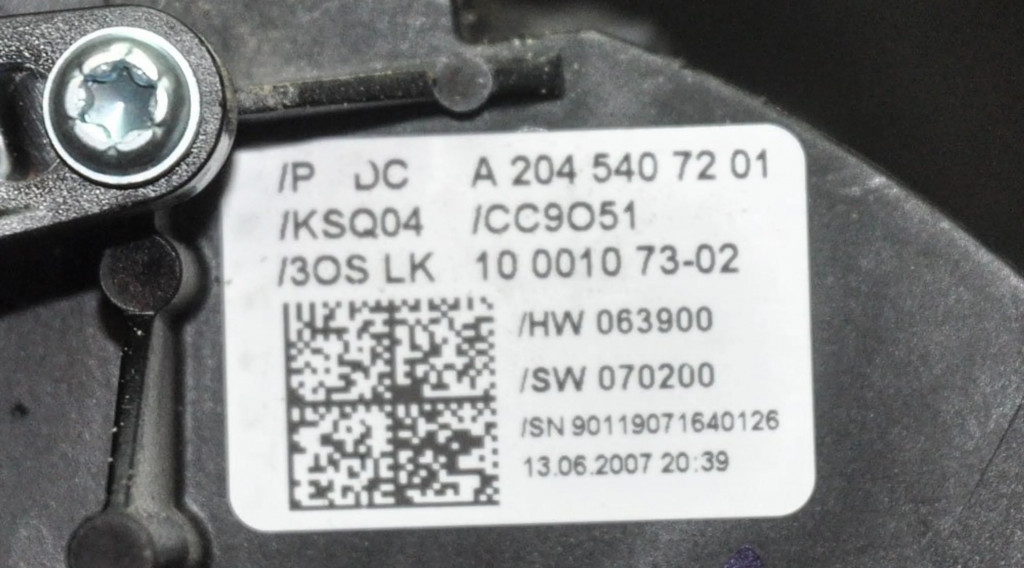 /P DC A 204 540 72 01
/KSQ04 /CC9O51
/3OS LK 10 0010 73-02
/HW 063900
/SW 070200
/SN 90119071640126
13.06.2007 20:39